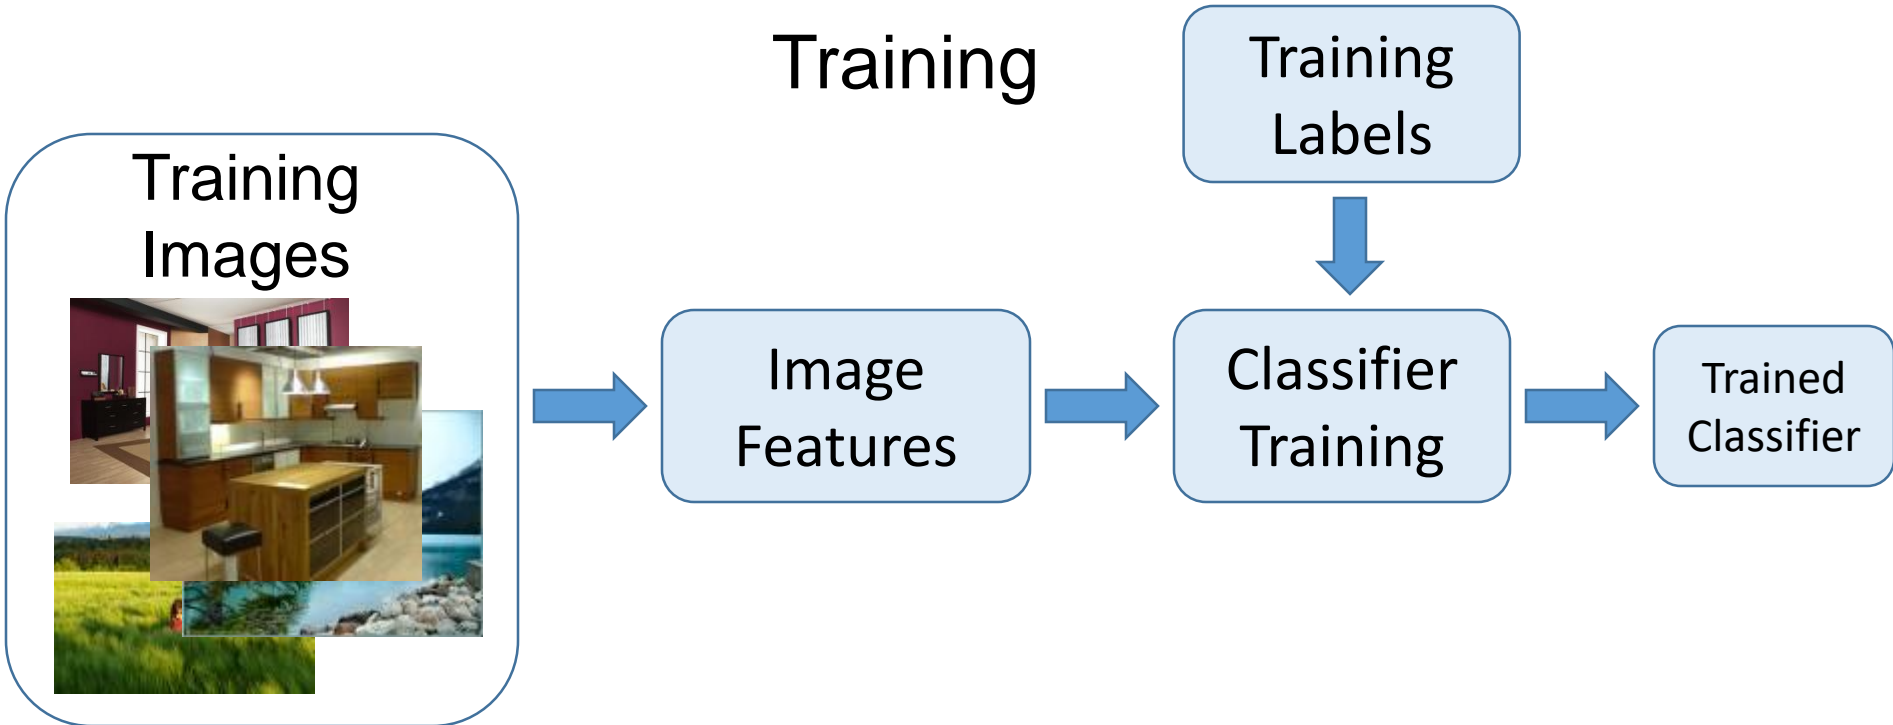 Training
Training
Labels
Training
Images
Image
Features
Classifier
Training
Trained
Classifier